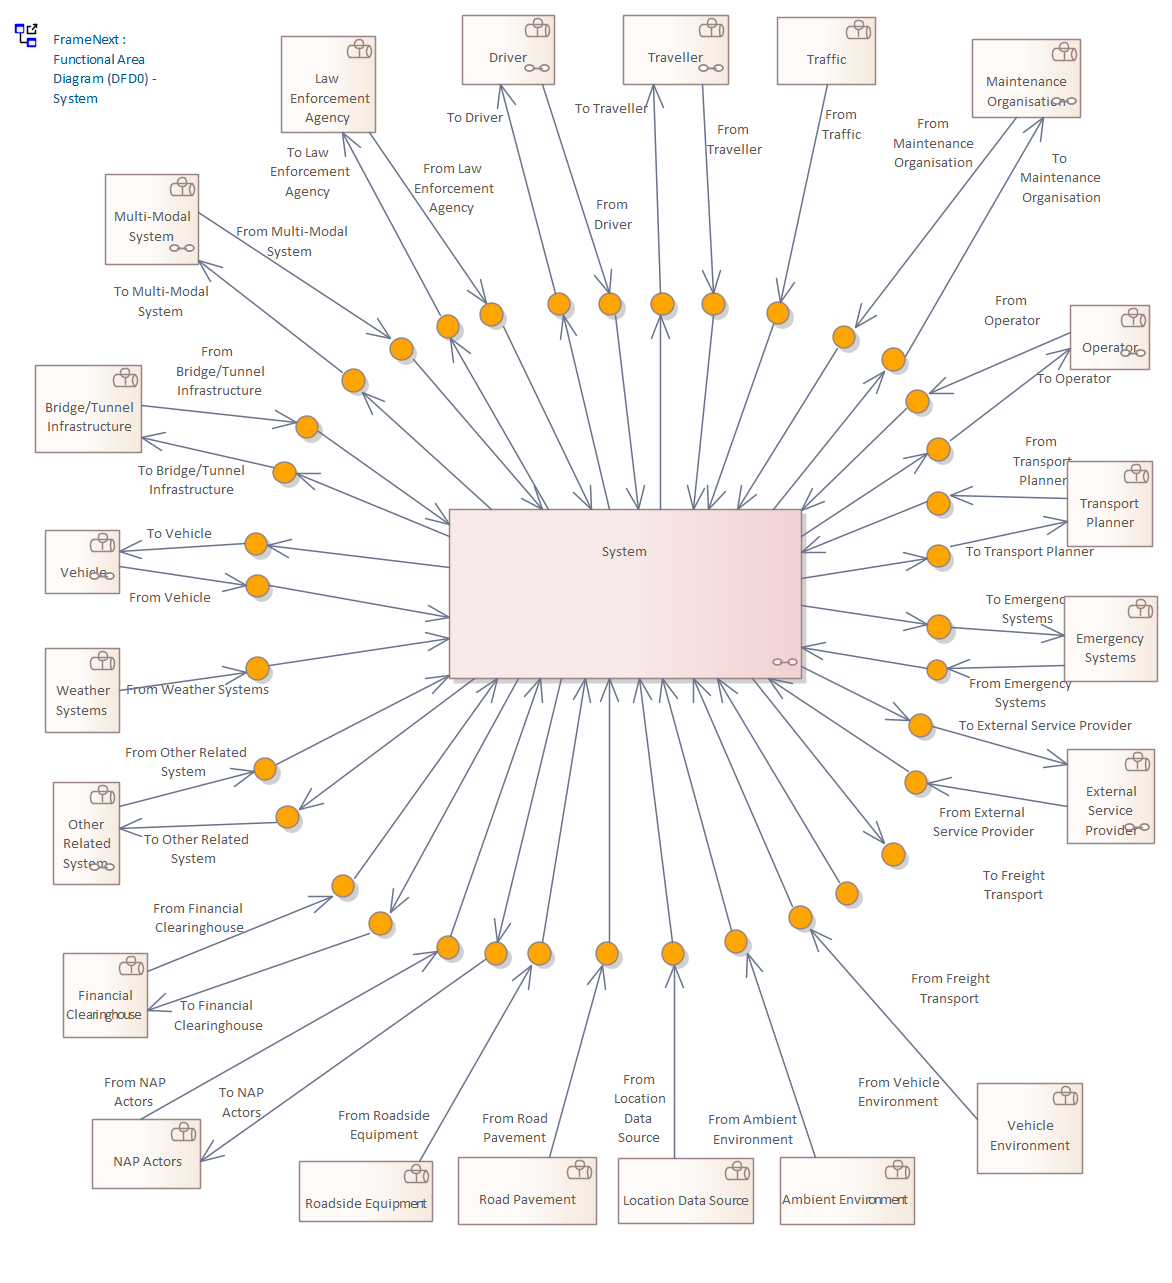 FrameNext :
Functional Area
Diagram (DFD0) -
System
Law
Enforcement
Agency
Driver
Traveller
Traffic
Maintenance
Organisation
To Driver
To Traveller
From
Traffic
From
Traveller
From
Maintenance
Organisation
To Law
Enforcement
Agency
From Law
Enforcement
Agency
To
Maintenance
Organisation
Multi-Modal
System
From
Driver
From Multi-Modal
System
To Multi-Modal
System
From
Operator
Operator
To Operator
From
Bridge/Tunnel
Infrastructure
Bridge/Tunnel
Infrastructure
To Bridge/Tunnel
Infrastructure
From
Transport
Planner
Transport
Planner
To Transport Planner
To Vehicle
Vehicle
From Vehicle
System
To Emergency
Systems
Emergency
Systems
From Emergency
Systems
Weather
Systems
From Weather Systems
To External Service Provider
From Other Related
System
Other
Related
System
To Other Related
System
External
Service
Provider
From External
Service Provider
To Freight
Transport
From Financial
Clearinghouse
Financial
Clearinghouse
To Financial
Clearinghouse
From Freight
Transport
From NAP
Actors
To NAP
Actors
NAP Actors
From Roadside
Equipment
From Road
Pavement
From
Location
Data
Source
From Ambient
Environment
From Vehicle
Environment
Vehicle
Environment
Roadside Equipment
Road Pavement
Location Data Source
Ambient Environment